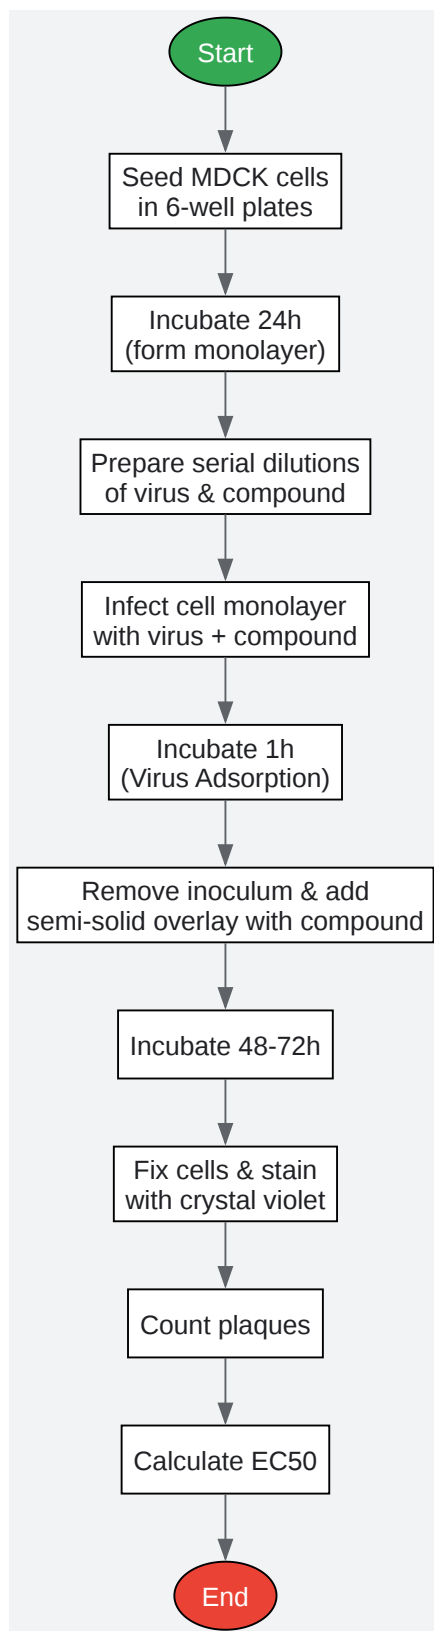 Start
Seed MDCK cells
in 6-well plates
Incubate 24h
(form monolayer)
Prepare serial dilutions
of virus & compound
Infect cell monolayer
with virus + compound
Incubate 1h
(Virus Adsorption)
Remove inoculum & add
semi-solid overlay with compound
Incubate 48-72h
Fix cells & stain
with crystal violet
Count plaques
Calculate EC50
End